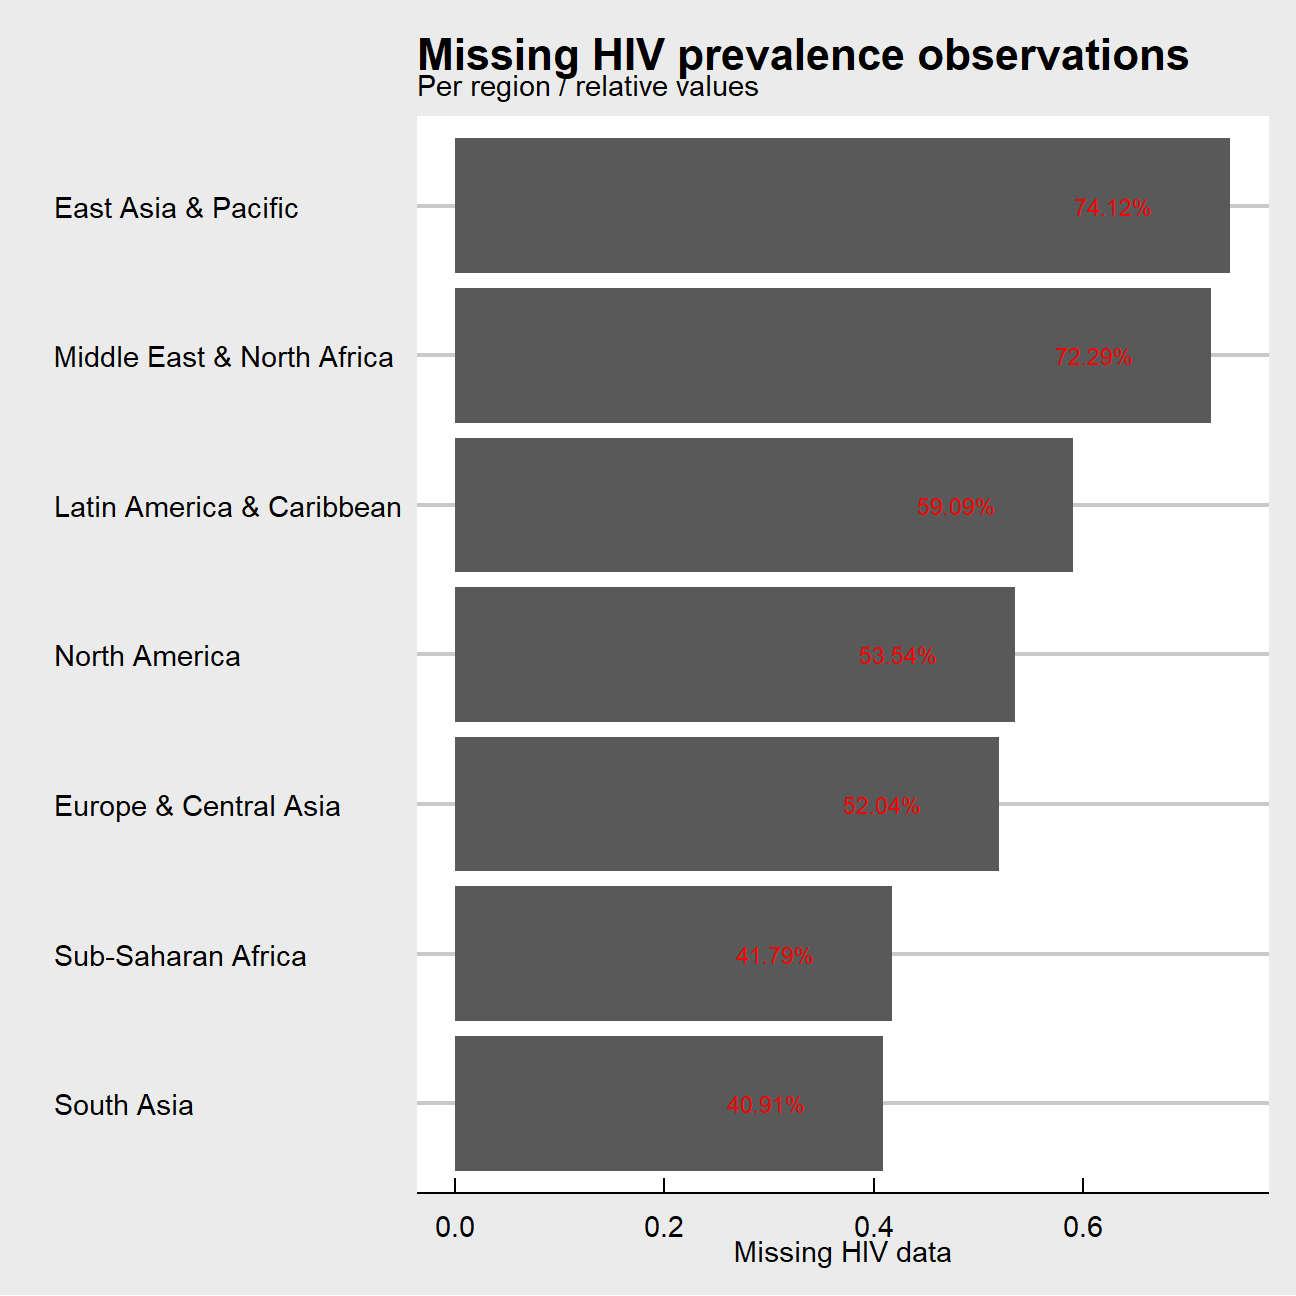 Missing HIV prevalence observations
Per region / relative values
East Asia & Pacific
74.12%
Middle East & North Africa
72.29%
Latin America & Caribbean
59.09%
North America
53.54%
Europe & Central Asia
52.04%
Sub-Saharan Africa
41.79%
South Asia
40.91%
0.0 0.2 0.4 0.6
Missing HIV data